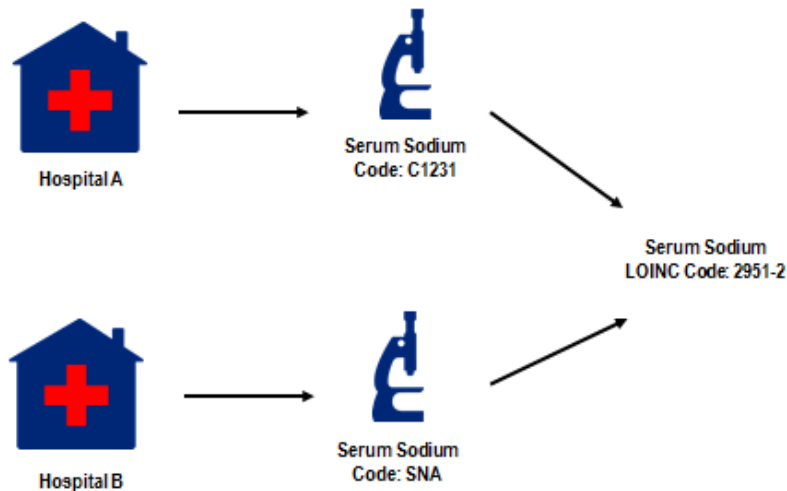 Hospital A
Serum Sodium
Code: C1231
Serum Sodium
LOINC Code: 2951-2
Hospital B
Serum Sodium
Code: SNA